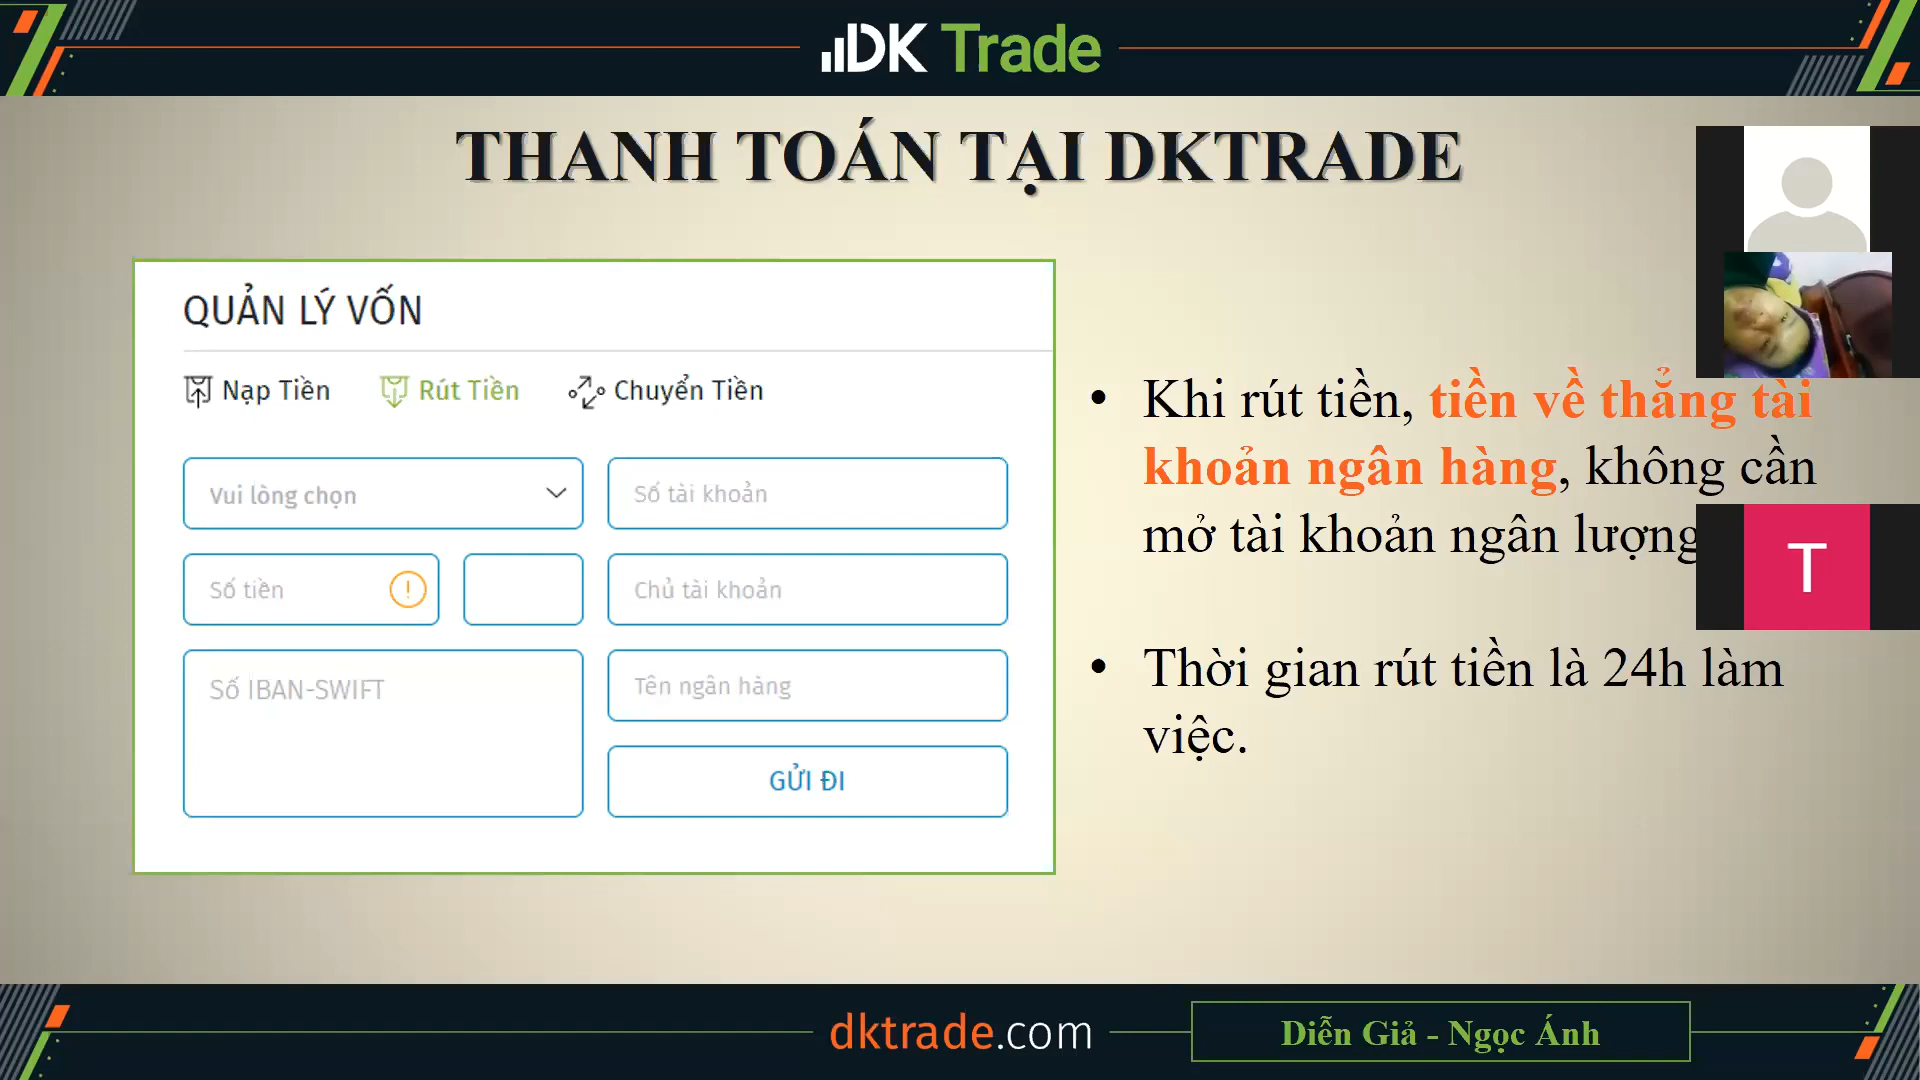 DK Trade
THANH TOÁN TẠI DKTRADE
QUẢN LÝ VỐN
Nạp Tiền
Rút Tiền
Chuyển Tiền
Vui lòng chọn
Số tài khoản
Số tiền
Chủ tài khoản
Số IBAN-SWIFT
Tên ngân hàng
GỬI ĐI
• Khi rút tiền, tiền về thẳng tài
khoản ngân hàng, không cần
mở tài khoản ngân lượng
T
• Thời gian rút tiền là 24h làm
việc.
dktrade.com
Diễn Giả - Ngọc Ánh